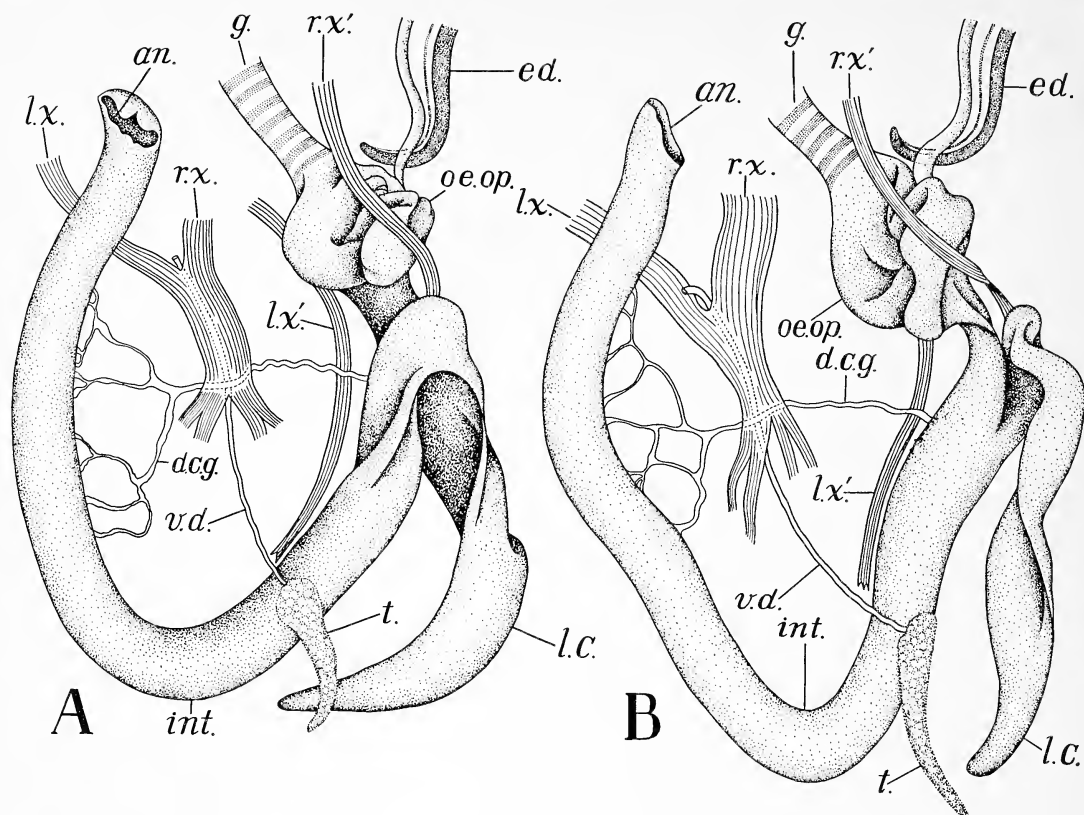 g.
r.x'.
an.
ed.
l.x.
r.x.
oe.op.
l.x'.
d.c.g.
v.d.
t.
l.C.
A
int.
g.
r.x'.
an.
ed.
r.x.
l.x.
oe.op.
d.c.g.
l.x'.
v.d.
int.
B
l.C.
t.